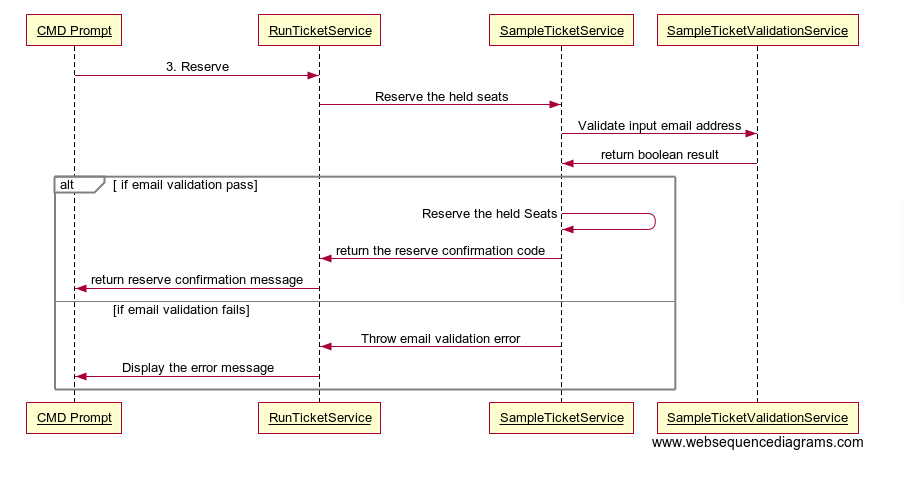 CMD Prompt RunTicketService SampleTicketService SampleTicketValidationService
3. Reserve
Reserve the held seats
Validate input email address
return boolean result
alt [ if email validation pass]
Reserve the held Seats
return the reserve confirmation code
return reserve confirmation message
[if email validation fails]
Throw email validation error
Display the error message
CMD Prompt RunTicketService SampleTicketService SampleTicketValidationService
www.websequencediagrams.com